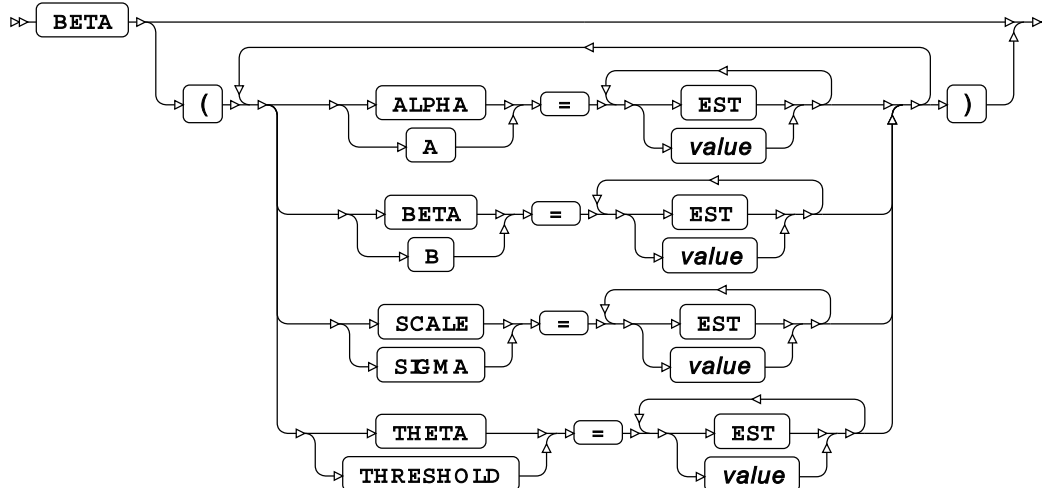 BETA
(
ALPHA = EST )
A value
BETA = EST
B value
SCALE = EST
SIGMA value
THETA = EST
THRESHOLD value